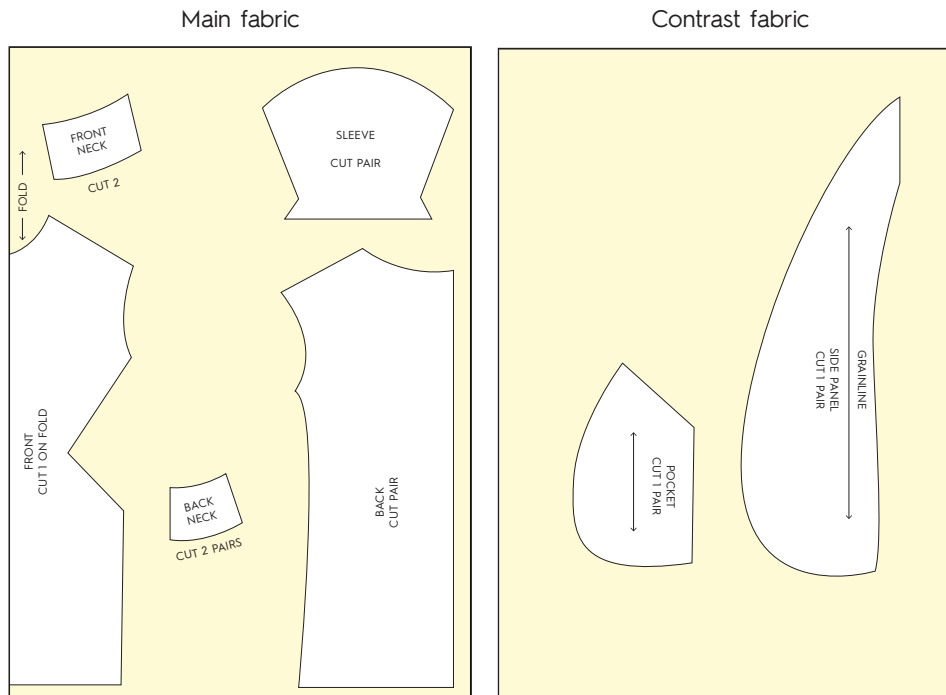 Main fabric
FRONT
NECK
CUT 2
FOLD
SLEEVE
CUT PAIR
FRONT
CUT 1 ON FOLD
BACK
NECK
CUT 2 PAIRS
BACK
CUT PAIR
Contrast fabric
GRAINLINE
SIDE PANEL
CUT 1 PAIR
POCKET
CUT 1 PAIR